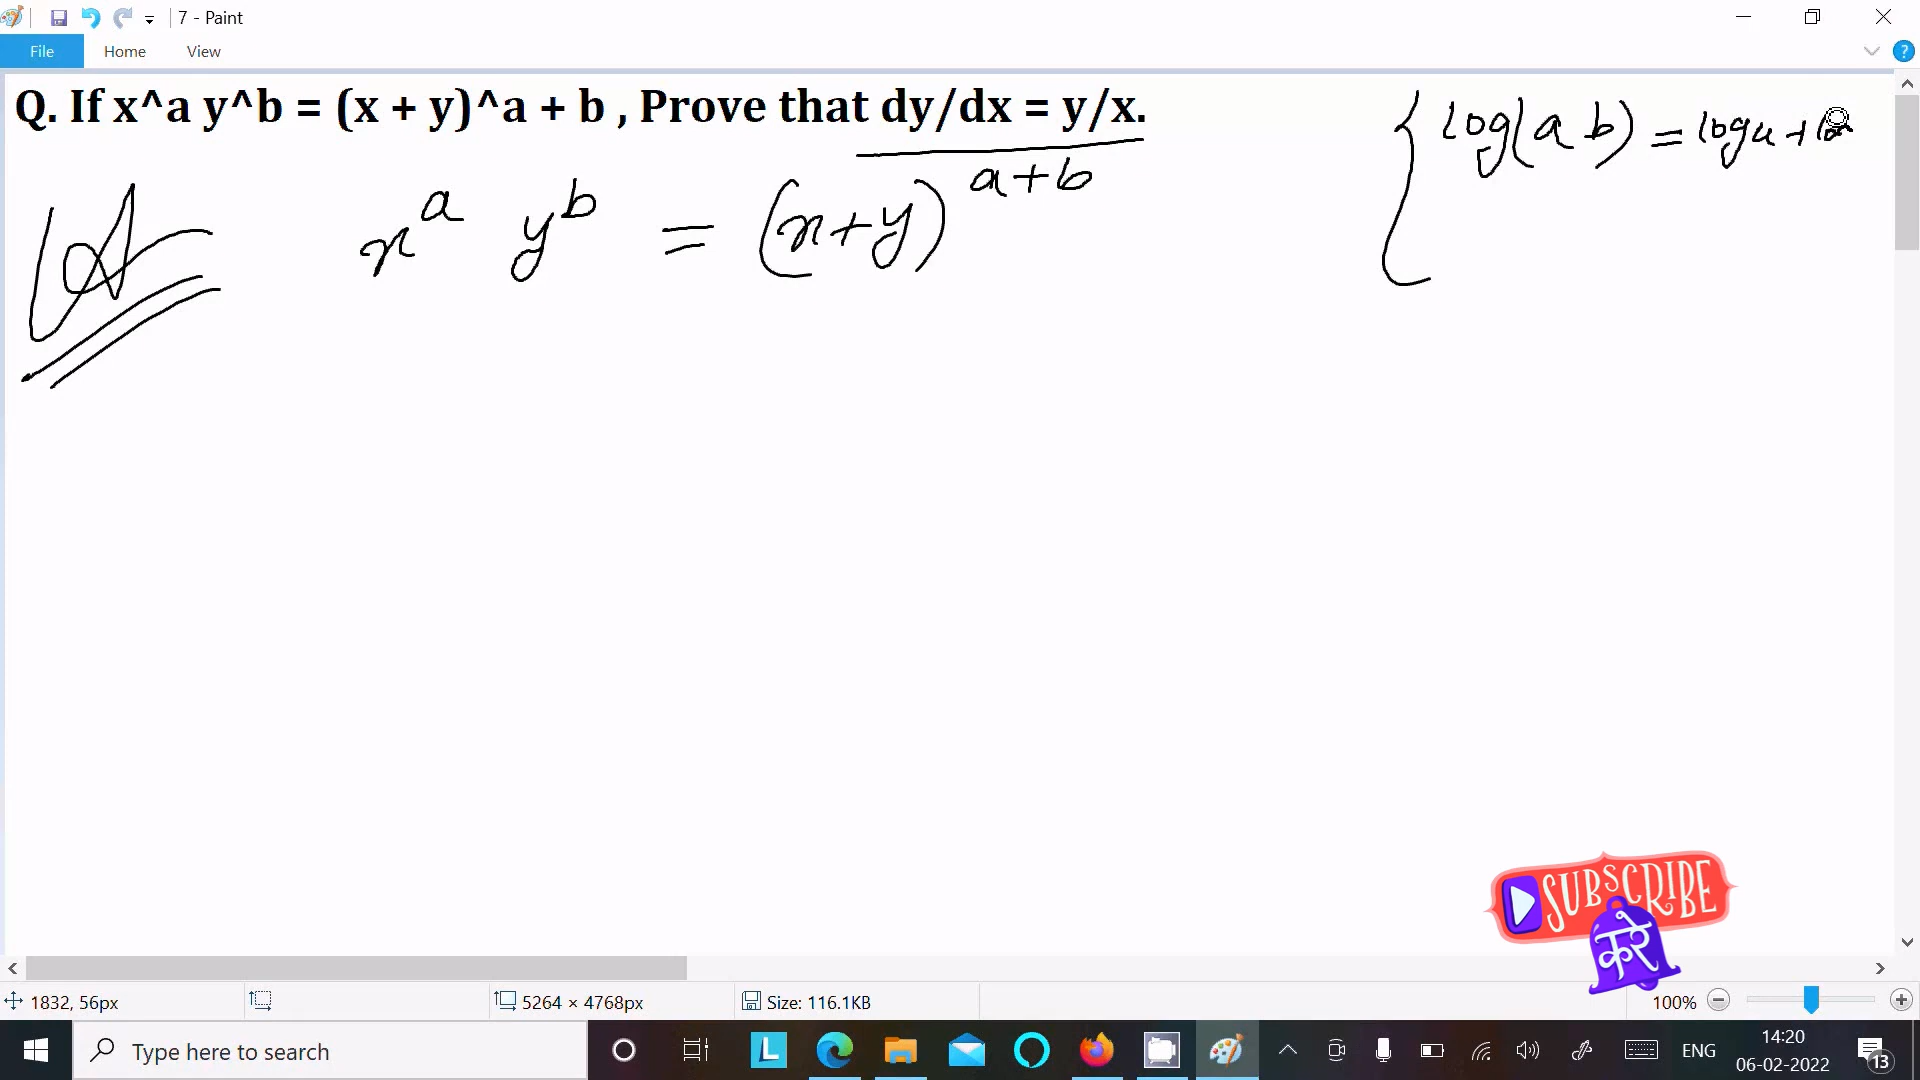 7 - Paint
File Home View
Q. If x^a y^b = (x + y)^a + b , Prove that dy/dx = y/x.
x^a y^b = (x+y)^a+b
log(a b) = log a +
SUBSCRIBE
करे
1832, 56px 5264 × 4768px Size: 116.1KB 100%
Type here to search
L
ENG
14:20
06-02-2022
13